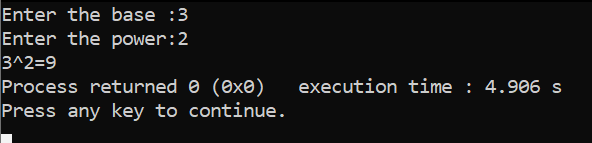 Enter the base :3
Enter the power:2
3^2=9
Process returned 0 (0x0)   execution time : 4.906 s
Press any key to continue.